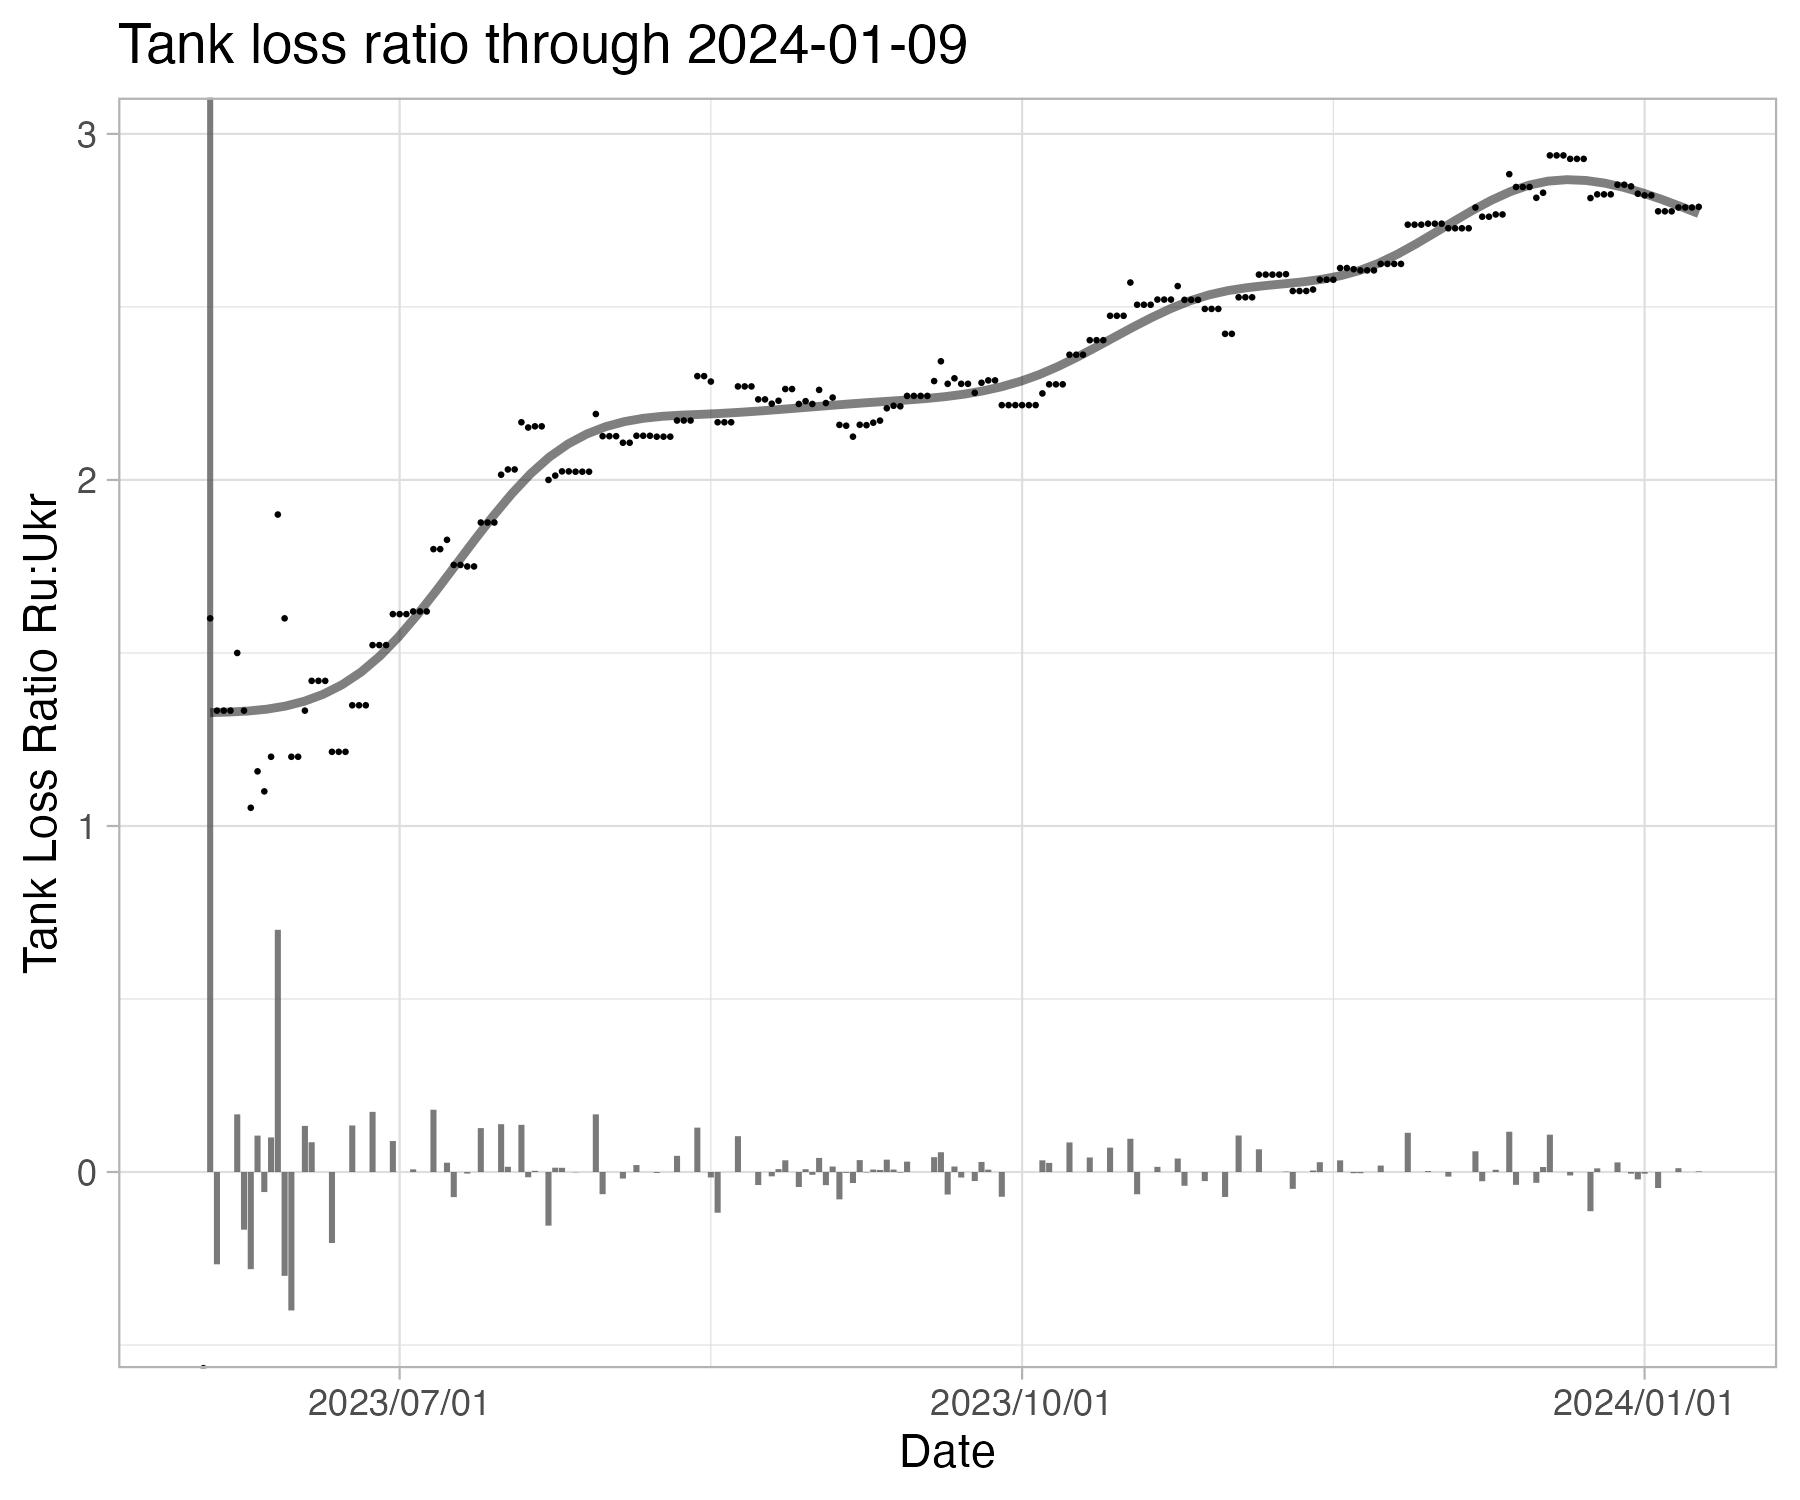 Tank loss ratio through 2024-01-09
Tank Loss Ratio Ru:Ukr
3
2
1
0
2023/07/01
2023/10/01
2024/01/01
Date